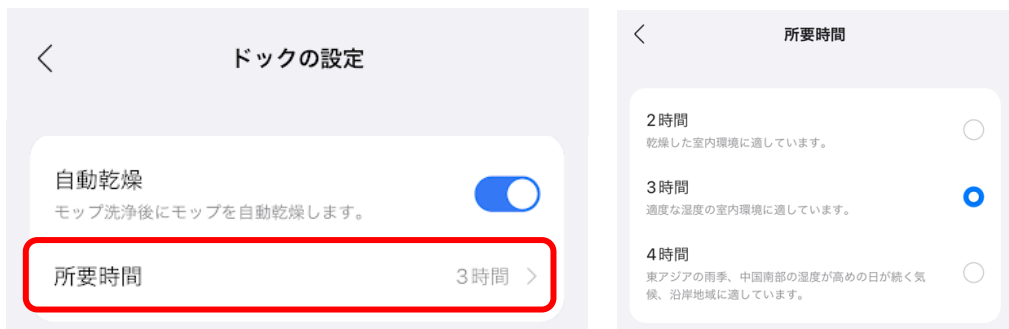 ドックの設定
自動乾燥
モップ洗浄後にモップを自動乾燥します。
所要時間
3時間
所要時間
2時間
乾燥した室内環境に適しています。
3時間
適度な湿度の室内環境に適しています。
4時間
東アジアの雨季、中国南部の湿度が高めの日が続く気
候、沿岸地域に適しています。